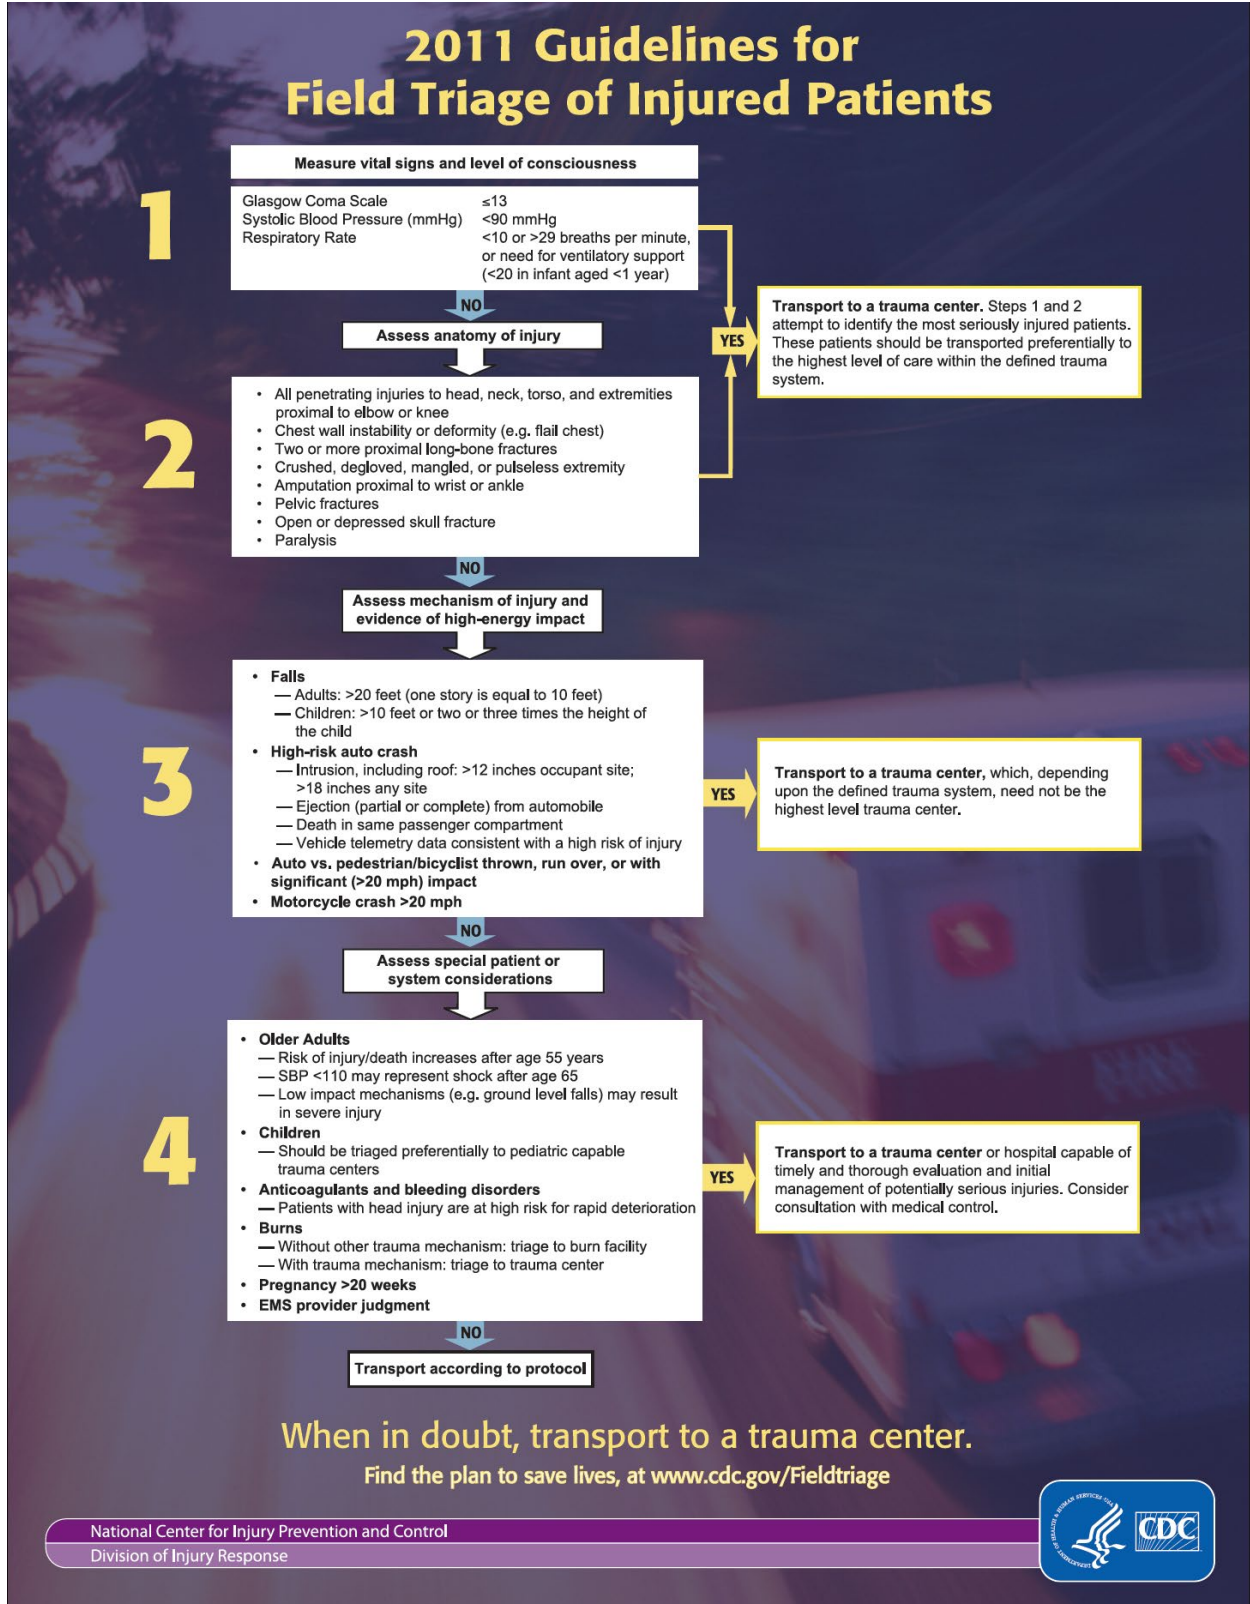 2011 Guidelines for
Field Triage of Injured Patients
Measure vital signs and level of consciousness
1
Glasgow Coma Scale ≤13
Systolic Blood Pressure (mmHg) <90 mmHg
Respiratory Rate <10 or >29 breaths per minute,
or need for ventilatory support
(<20 in infant aged <1 year)
NO
Assess anatomy of injury
YES
Transport to a trauma center. Steps 1 and 2
attempt to identify the most seriously injured patients.
These patients should be transported preferentially to
the highest level of care within the defined trauma
system.
2
• All penetrating injuries to head, neck, torso, and extremities
proximal to elbow or knee
• Chest wall instability or deformity (e.g. flail chest)
• Two or more proximal long-bone fractures
• Crushed, degloved, mangled, or pulseless extremity
• Amputation proximal to wrist or ankle
• Pelvic fractures
• Open or depressed skull fracture
• Paralysis
NO
Assess mechanism of injury and
evidence of high-energy impact
3
• Falls
— Adults: >20 feet (one story is equal to 10 feet)
— Children: >10 feet or two or three times the height of
the child
• High-risk auto crash
— Intrusion, including roof: >12 inches occupant site;
>18 inches any site
— Ejection (partial or complete) from automobile
— Death in same passenger compartment
— Vehicle telemetry data consistent with a high risk of injury
• Auto vs. pedestrian/bicyclist thrown, run over, or with
significant (>20 mph) impact
• Motorcycle crash >20 mph
YES
Transport to a trauma center, which, depending
upon the defined trauma system, need not be the
highest level trauma center.
NO
Assess special patient or
system considerations
4
• Older Adults
— Risk of injury/death increases after age 55 years
— SBP <110 may represent shock after age 65
— Low impact mechanisms (e.g. ground level falls) may result
in severe injury
• Children
— Should be triaged preferentially to pediatric capable
trauma centers
• Anticoagulants and bleeding disorders
— Patients with head injury are at high risk for rapid deterioration
• Burns
— Without other trauma mechanism: triage to burn facility
— With trauma mechanism: triage to trauma center
• Pregnancy >20 weeks
• EMS provider judgment
YES
Transport to a trauma center or hospital capable of
timely and thorough evaluation and initial
management of potentially serious injuries. Consider
consultation with medical control.
NO
Transport according to protocol
When in doubt, transport to a trauma center.
Find the plan to save lives, at www.cdc.gov/Fieldtriage
National Center for Injury Prevention and Control
Division of Injury Response
DEPARTMENT OF HEALTH & HUMAN SERVICES·USA
CDC